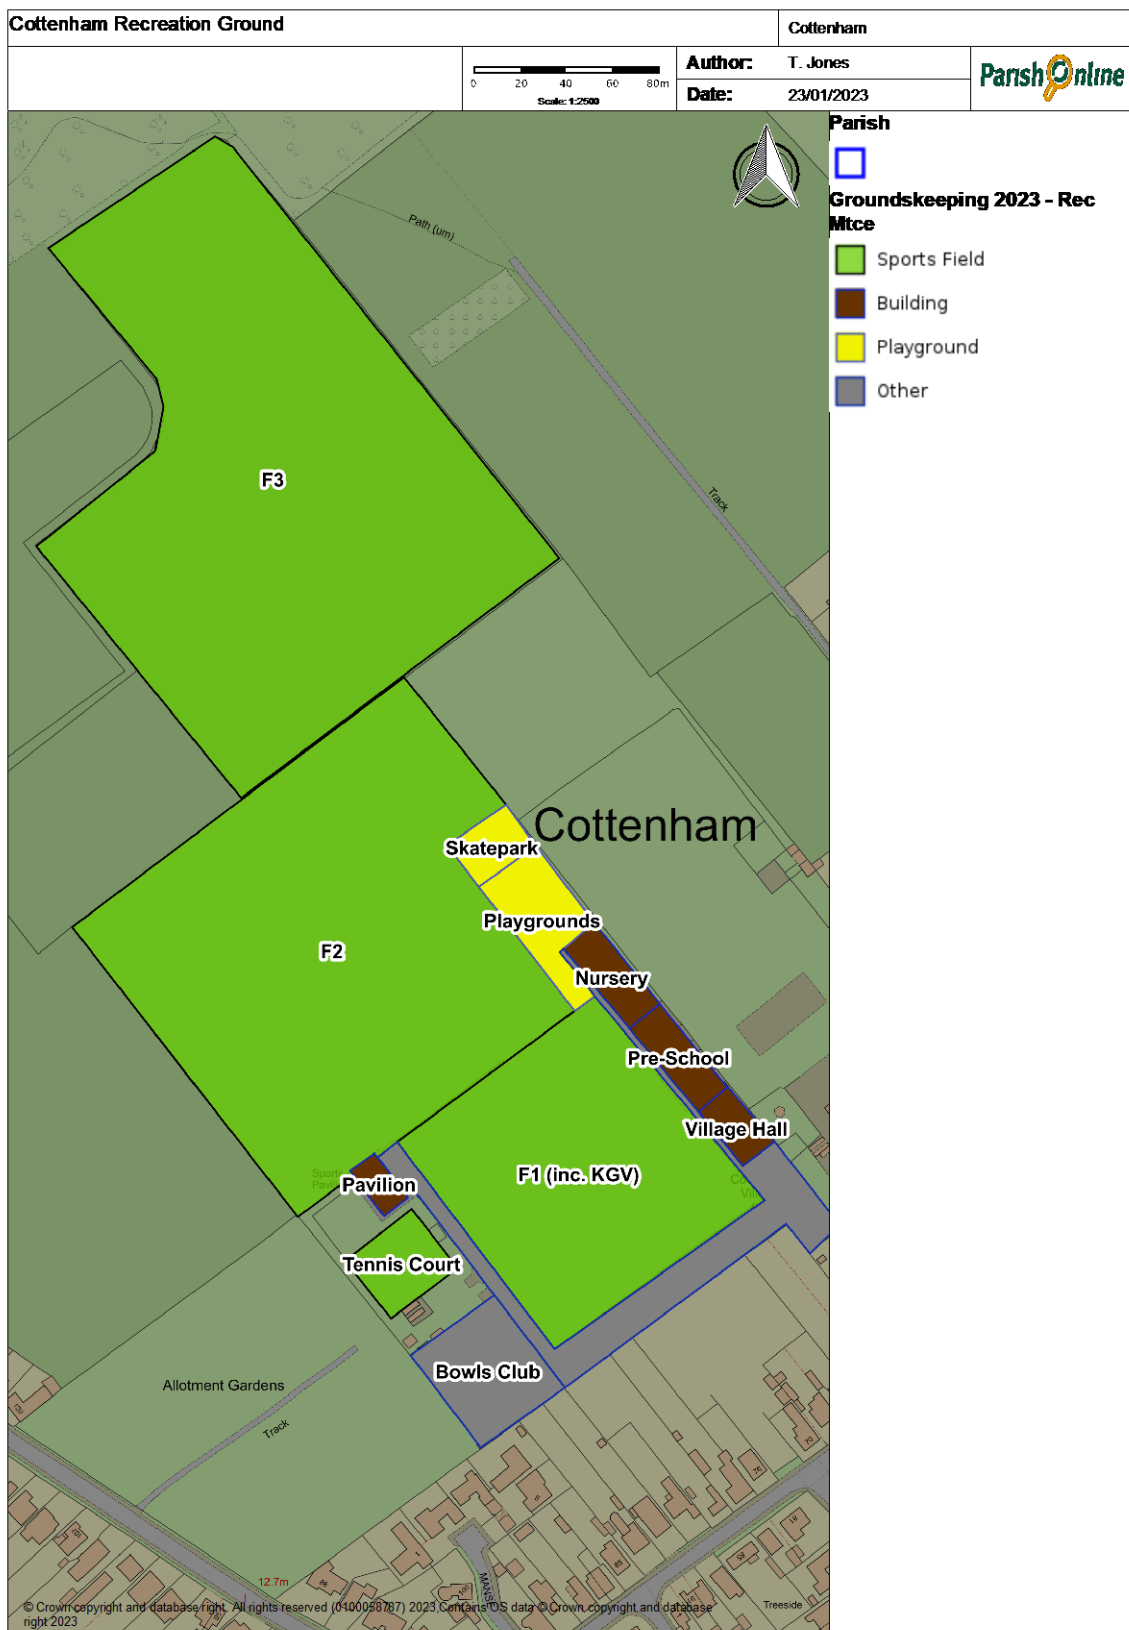 Cottenham Recreation Ground
Cottenham
0 20 40 60 80m
Scale: 1:2500
Author: T. Jones
Date: 23/01/2023
Parish Online
Parish
Groundskeeping 2023 - Rec
Mtce
Sports Field
Building
Playground
Other
Path (um)
Track
F3
Cottenham
Skatepark
Playgrounds
F2
Nursery
Pre-School
Village Hall
F1 (inc. KGV)
Pavilion
Tennis Court
Bowls Club
Allotment Gardens
Track
12.7m
Treeside
© Crown copyright and database right. All rights reserved (0100058787) 2023 Contains OS data © Crown copyright and database
right 2023